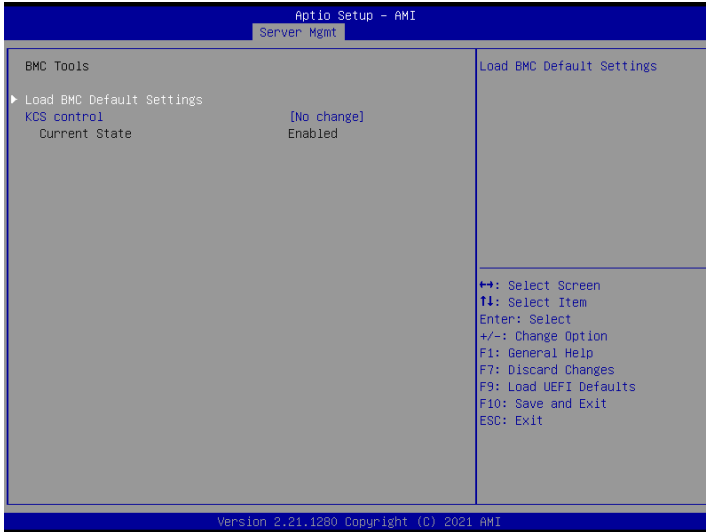 Aptio Setup - AMI
Server Mgmt
BMC Tools
Load BMC Default Settings
KCS control [No change]
Current State Enabled
Load BMC Default Settings
↔: Select Screen
↑↓: Select Item
Enter: Select
+/-: Change Option
F1: General Help
F7: Discard Changes
F9: Load UEFI Defaults
F10: Save and Exit
ESC: Exit
Version 2.21.1280 Copyright (C) 2021 AMI